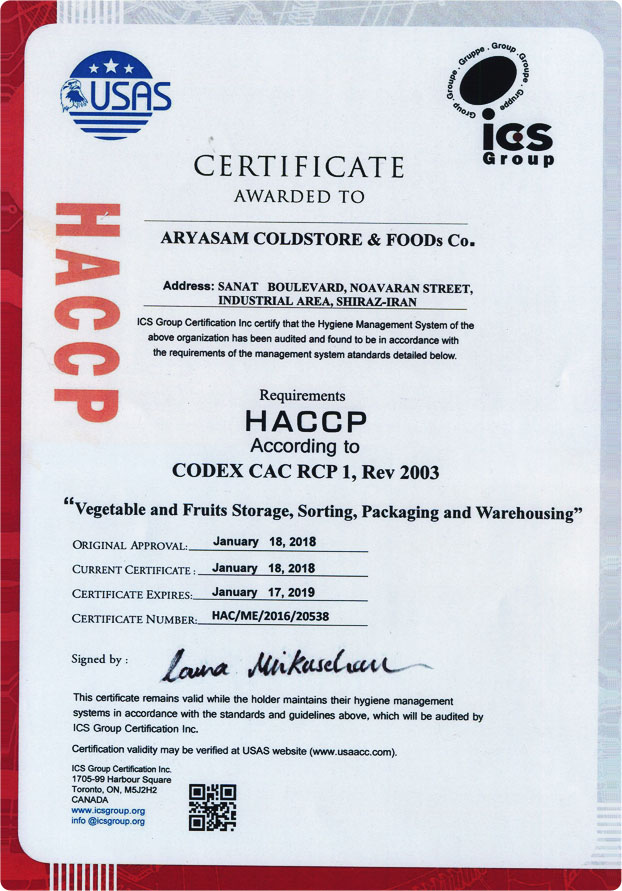 USAS
Group . Groupe . Gruppe . Group . Groupe . Gruppe
ics
Group
CERTIFICATE
AWARDED TO
HACCP
ARYASAM COLDSTORE & FOODs Co.
Address: SANAT BOULEVARD, NOAVARAN STREET,
INDUSTRIAL AREA, SHIRAZ-IRAN
ICS Group Certification Inc certify that the Hygiene Management System of the
above organization has been audited and found to be in accordance with
the requirements of the management system atandards detailed below.
Requirements
HACCP
According to
CODEX CAC RCP 1, Rev 2003
“Vegetable and Fruits Storage, Sorting, Packaging and Warehousing”
ORIGINAL APPROVAL: January 18, 2018
CURRENT CERTIFICATE : January 18, 2018
CERTIFICATE EXPIRES: January 17, 2019
CERTIFICATE NUMBER: HAC/ME/2016/20538
Signed by :
This certificate remains valid while the holder maintains their hygiene management
systems in accordance with the standards and guidelines above, which will be audited by
ICS Group Certification Inc.
Certification validity may be verified at USAS website (www.usaacc.com).
ICS Group Certification Inc.
1705-99 Harbour Square
Toronto, ON, M5J2H2
CANADA
www.icsgroup.org
info @icsgroup.org